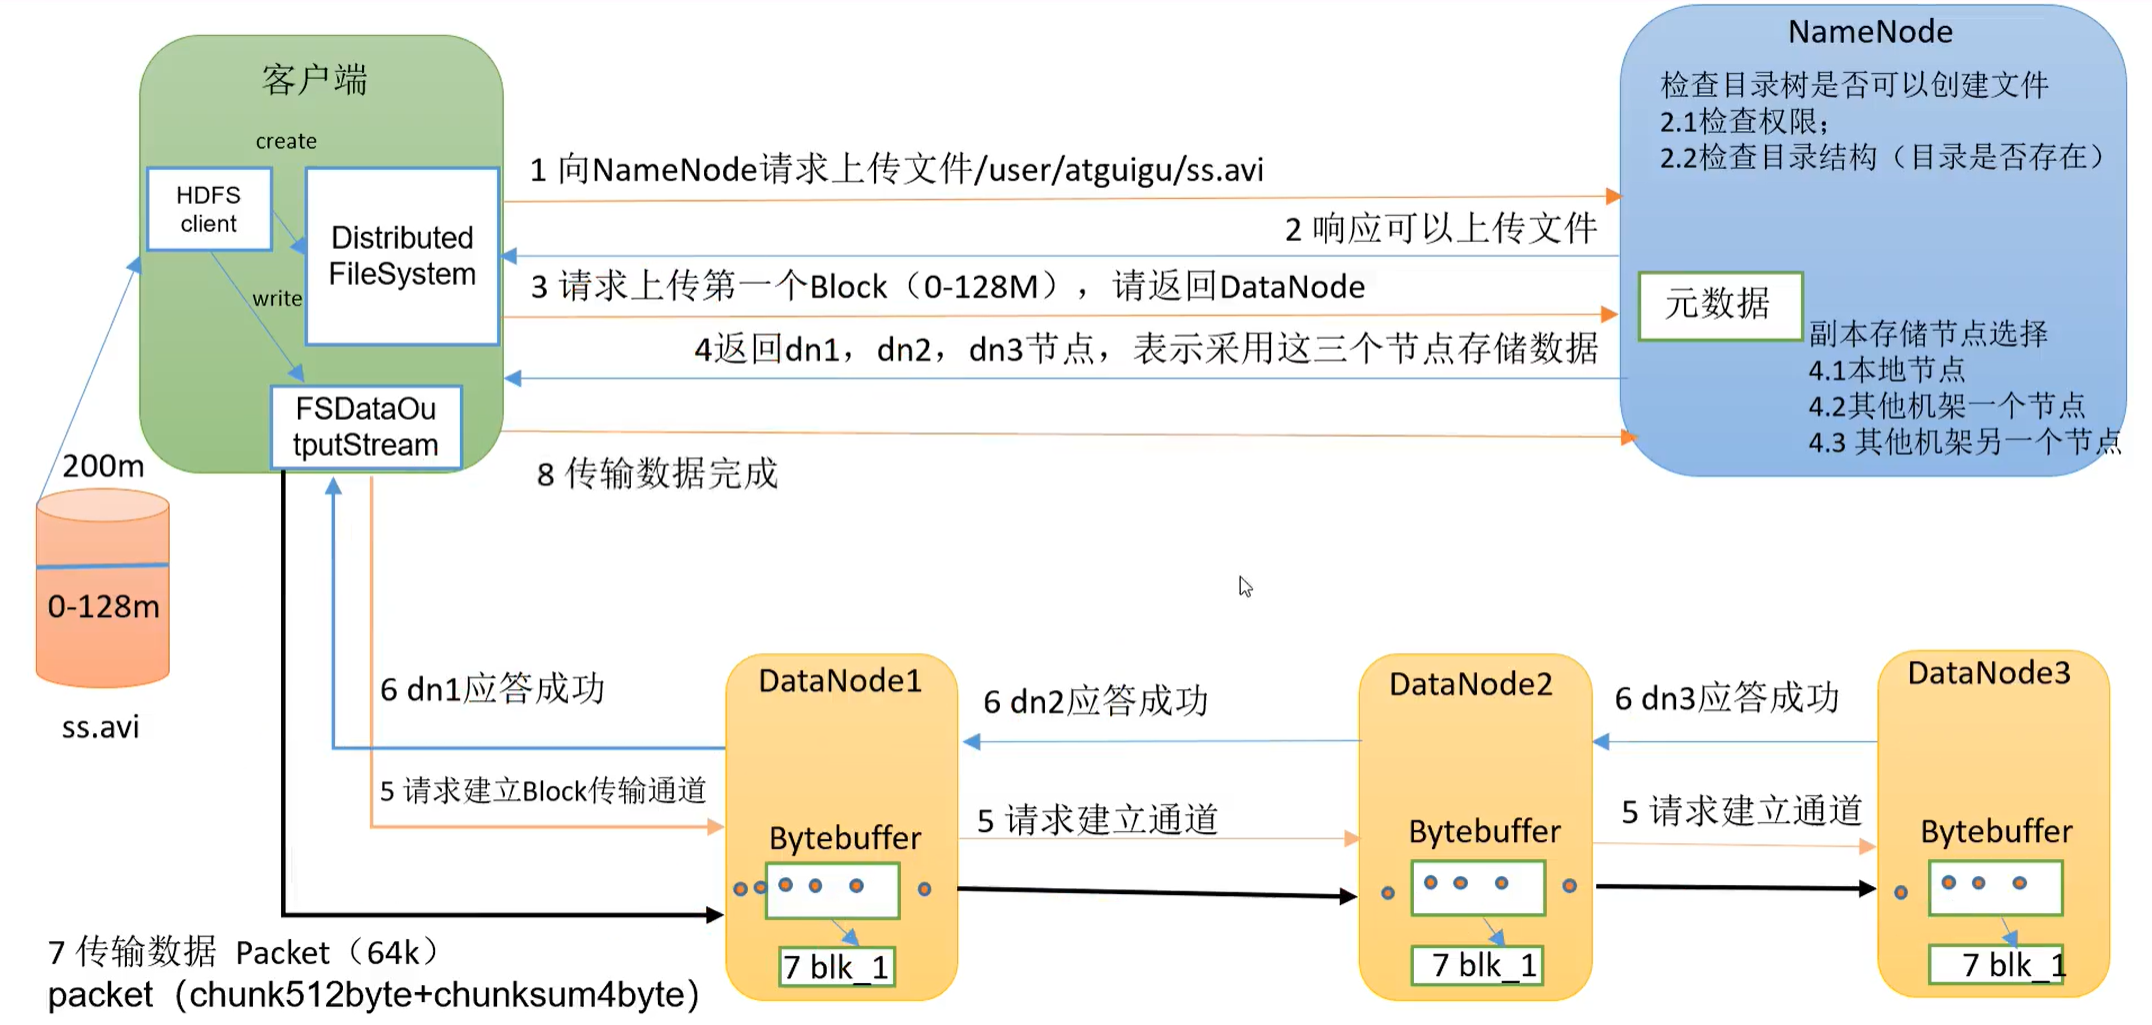 客户端
create
HDFS
client
Distributed
FileSystem
write
FSDataOu
tputStream
200m
0-128m
ss.avi
1 向NameNode请求上传文件/user/atguigu/ss.avi
2 响应可以上传文件
3 请求上传第一个Block（0-128M），请返回DataNode
4返回dn1，dn2，dn3节点，表示采用这三个节点存储数据
8 传输数据完成
NameNode
检查目录树是否可以创建文件
2.1检查权限；
2.2检查目录结构（目录是否存在）
元数据
副本存储节点选择
4.1本地节点
4.2其他机架一个节点
4.3 其他机架另一个节点
6 dn1应答成功
5 请求建立Block传输通道
DataNode1
Bytebuffer
7 blk_1
6 dn2应答成功
5 请求建立通道
DataNode2
Bytebuffer
7 blk_1
6 dn3应答成功
5 请求建立通道
DataNode3
Bytebuffer
7 blk_1
7 传输数据 Packet（64k）
packet（chunk512byte+chunksum4byte）